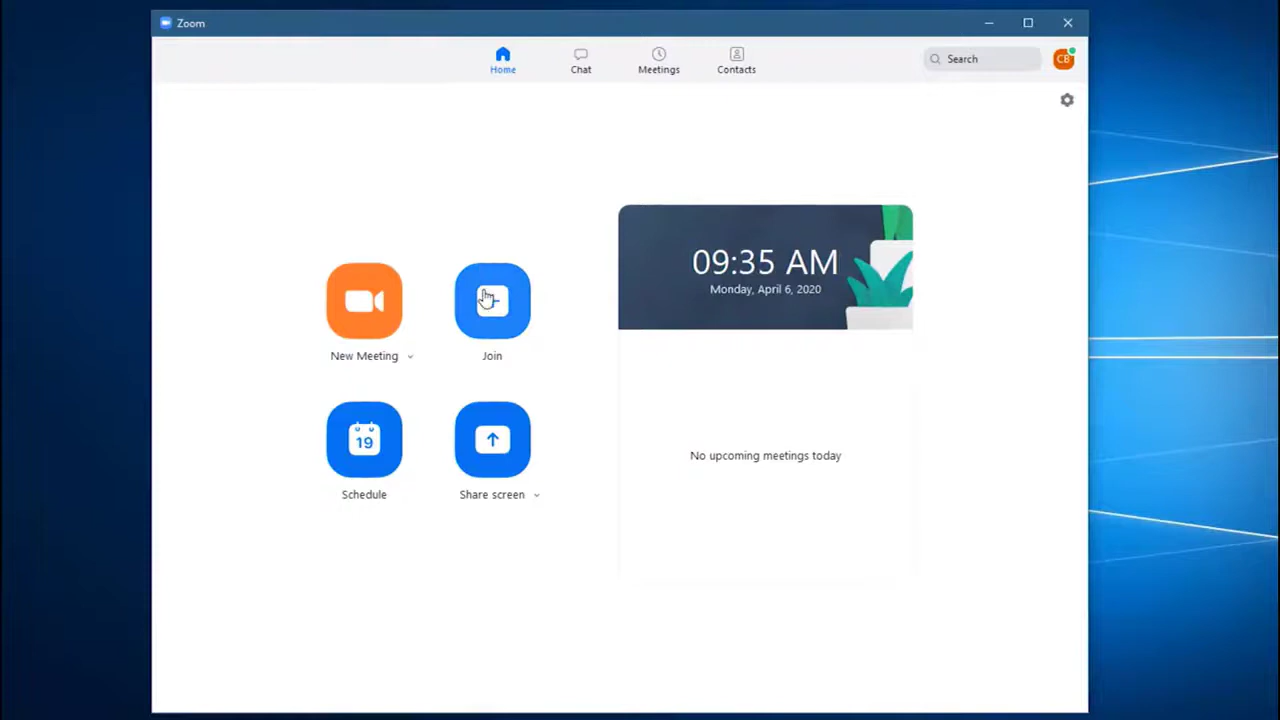 Zoom
Home
Chat
Meetings
Contacts
Search
CB
09:35 AM
Monday, April 6, 2020
New Meeting
Join
19
Schedule
Share screen
No upcoming meetings today